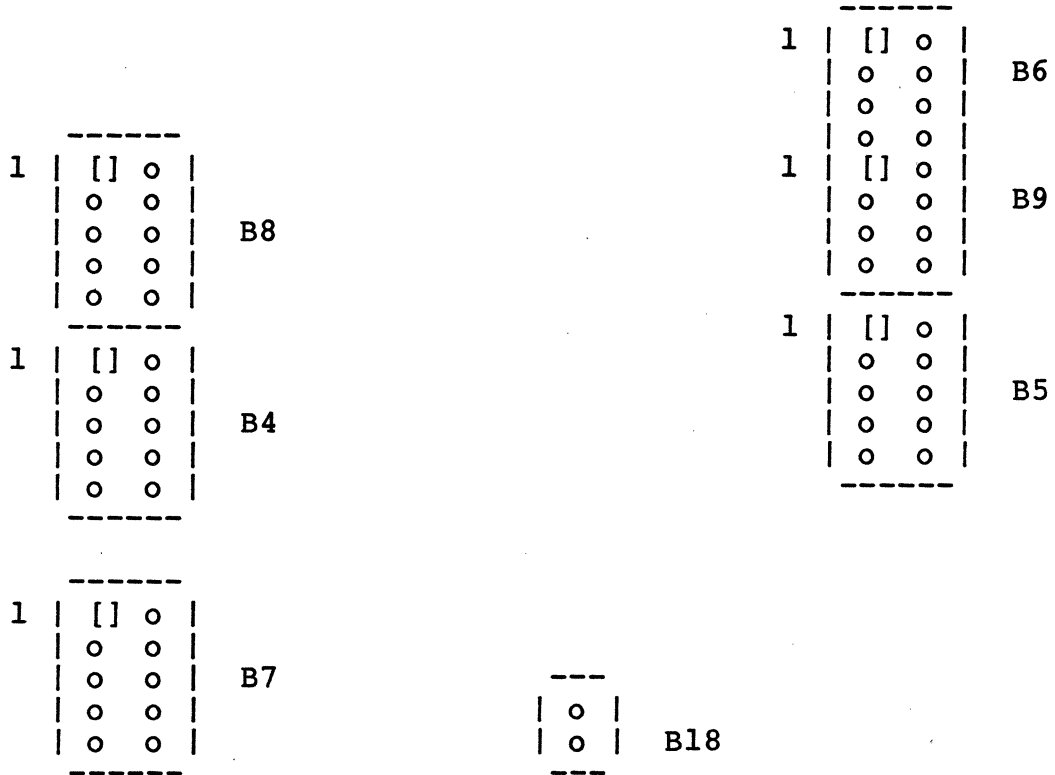 ------
                                        1 |  []  o |
                                          |  o   o |   B6
                                          |  o   o |
   ------                                 |  o   o |
1 |  []  o |                            1 |  []  o |
  |  o   o |                              |  o   o |   B9
  |  o   o |   B8                         |  o   o |
  |  o   o |                              |  o   o |
  |  o   o |                               ------
   ------                               1 |  []  o |
1 |  []  o |                              |  o   o |
  |  o   o |                              |  o   o |   B5
  |  o   o |   B4                         |  o   o |
  |  o   o |                              |  o   o |
  |  o   o |                               ------
   ------
   ------
1 |  []  o |
  |  o   o |
  |  o   o |   B7              ---
  |  o   o |                  | o |
  |  o   o |                  | o |   B18
   ------                      ---